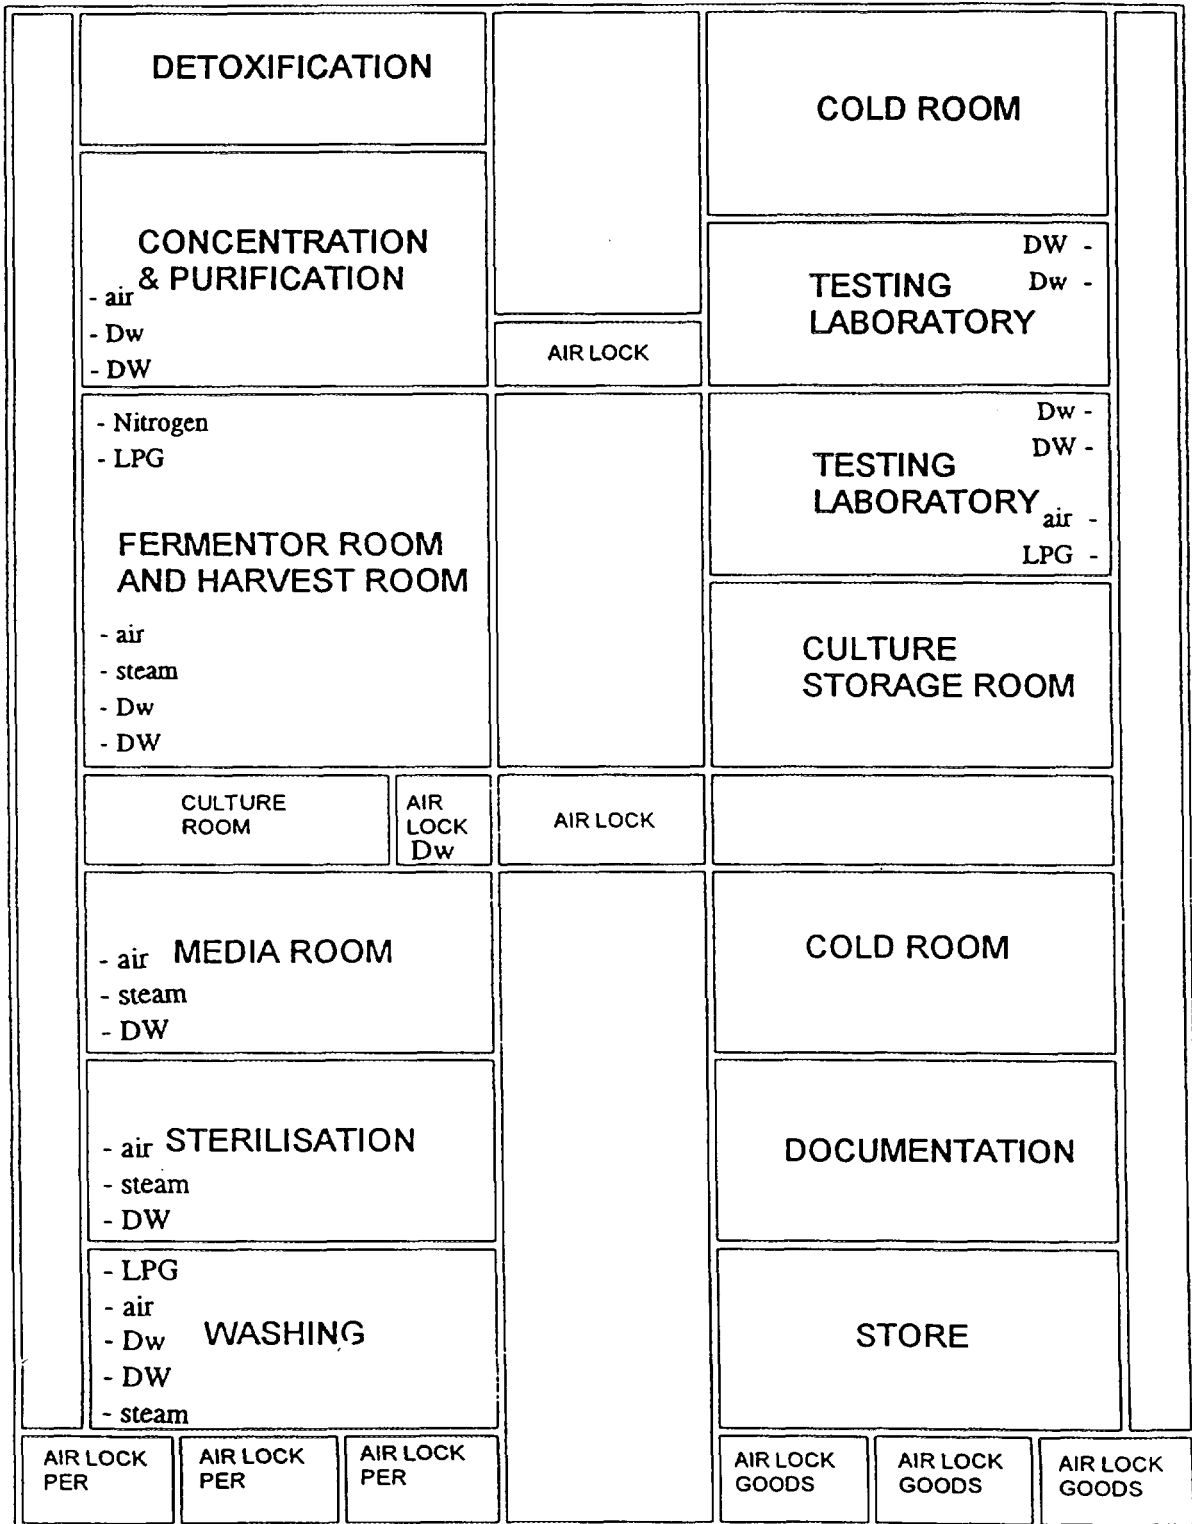 DETOXIFICATION
COLD ROOM
CONCENTRATION
& PURIFICATION
- air
- Dw
- DW
AIR LOCK
DW -
Dw -
TESTING
LABORATORY
- Nitrogen
- LPG
FERMENTOR ROOM
AND HARVEST ROOM
- air
- steam
- Dw
- DW
Dw -
DW -
TESTING
LABORATORY
air -
LPG -
CULTURE
STORAGE ROOM
CULTURE
ROOM
AIR
LOCK
Dw
AIR LOCK
- air MEDIA ROOM
- steam
- DW
COLD ROOM
- air STERILISATION
- steam
- DW
DOCUMENTATION
- LPG
- air
- Dw WASHING
- DW
- steam
STORE
AIR LOCK
PER
AIR LOCK
PER
AIR LOCK
PER
AIR LOCK
GOODS
AIR LOCK
GOODS
AIR LOCK
GOODS